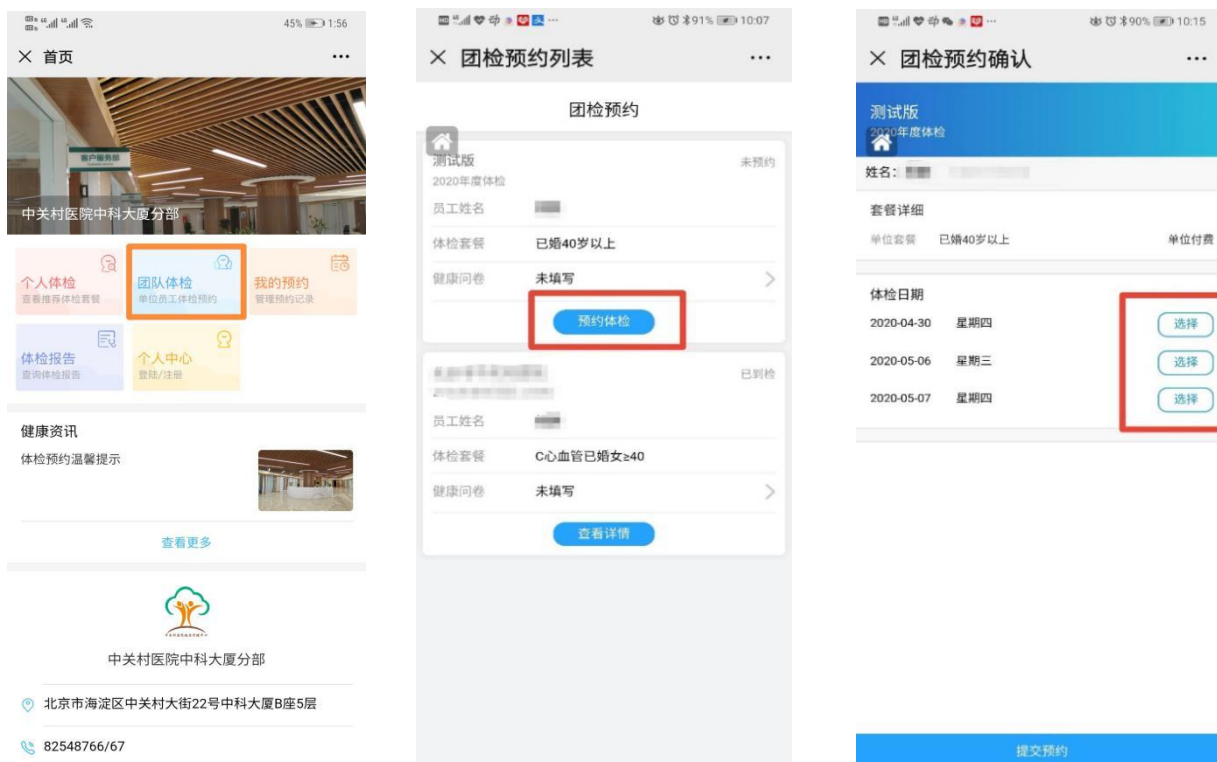 45% 1:56
首页
客户服务部
中关村医院中科大厦分部
个人体检
查看推荐体检套餐
团队体检
单位员工体检预约
我的预约
管理预约记录
体检报告
查询体检报告
个人中心
登陆/注册
健康资讯
体检预约温馨提示
查看更多
中关村医院中科大厦分部
北京市海淀区中关村大街22号中科大厦B座5层
82548766/67
91% 10:07
团检预约列表
团检预约
测试版
未预约
2020年度体检
员工姓名
体检套餐 已婚40岁以上
健康问卷 未填写
预约体检
已到检
员工姓名
体检套餐 C心血管已婚女≥40
健康问卷 未填写
查看详情
90% 10:15
团检预约确认
测试版
2020年度体检
姓名:
套餐详细
单位套餐 已婚40岁以上 单位付费
体检日期
2020-04-30 星期四 选择
2020-05-06 星期三 选择
2020-05-07 星期四 选择
提交预约